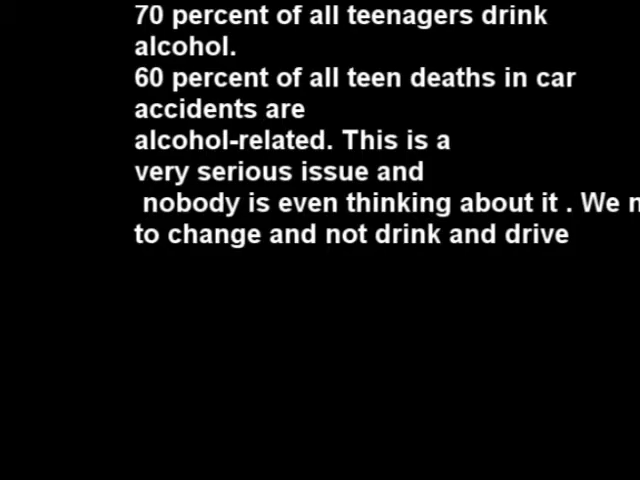 70 percent of all teenagers drink
alcohol.
60 percent of all teen deaths in car
accidents are
alcohol-related. This is a
very serious issue and
nobody is even thinking about it . We
to change and not drink and drive